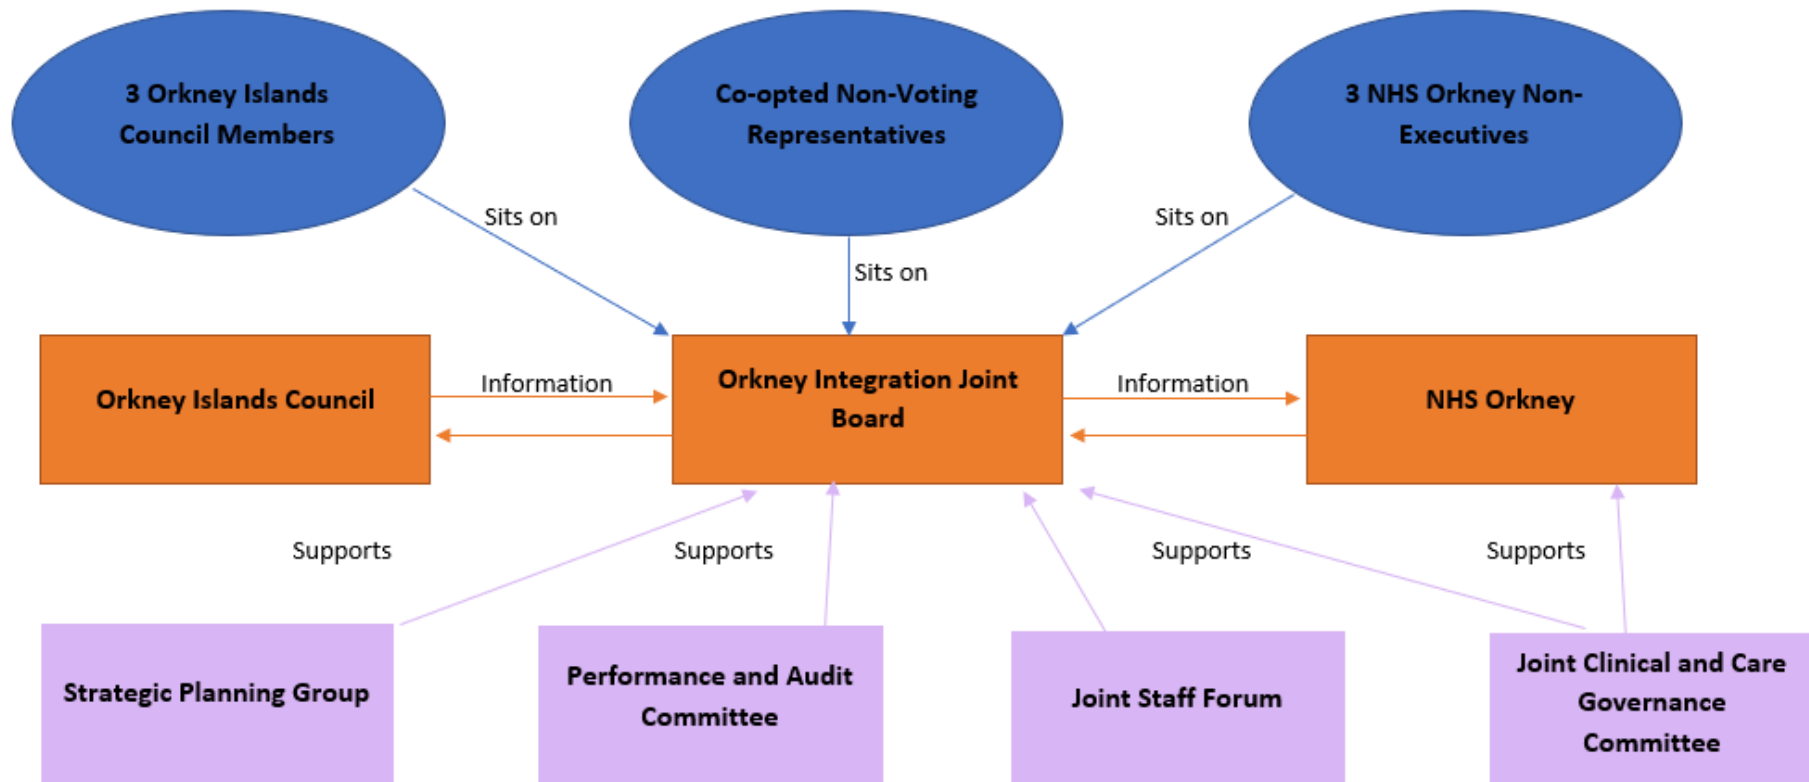 3 Orkney Islands
Council Members
Co-opted Non-Voting
Representatives
3 NHS Orkney Non-
Executives
Sits on
Sits on
Sits on
Orkney Islands Council
Information
Orkney Integration Joint
Board
Information
NHS Orkney
Supports
Supports
Supports
Supports
Strategic Planning Group
Performance and Audit
Committee
Joint Staff Forum
Joint Clinical and Care
Governance
Committee